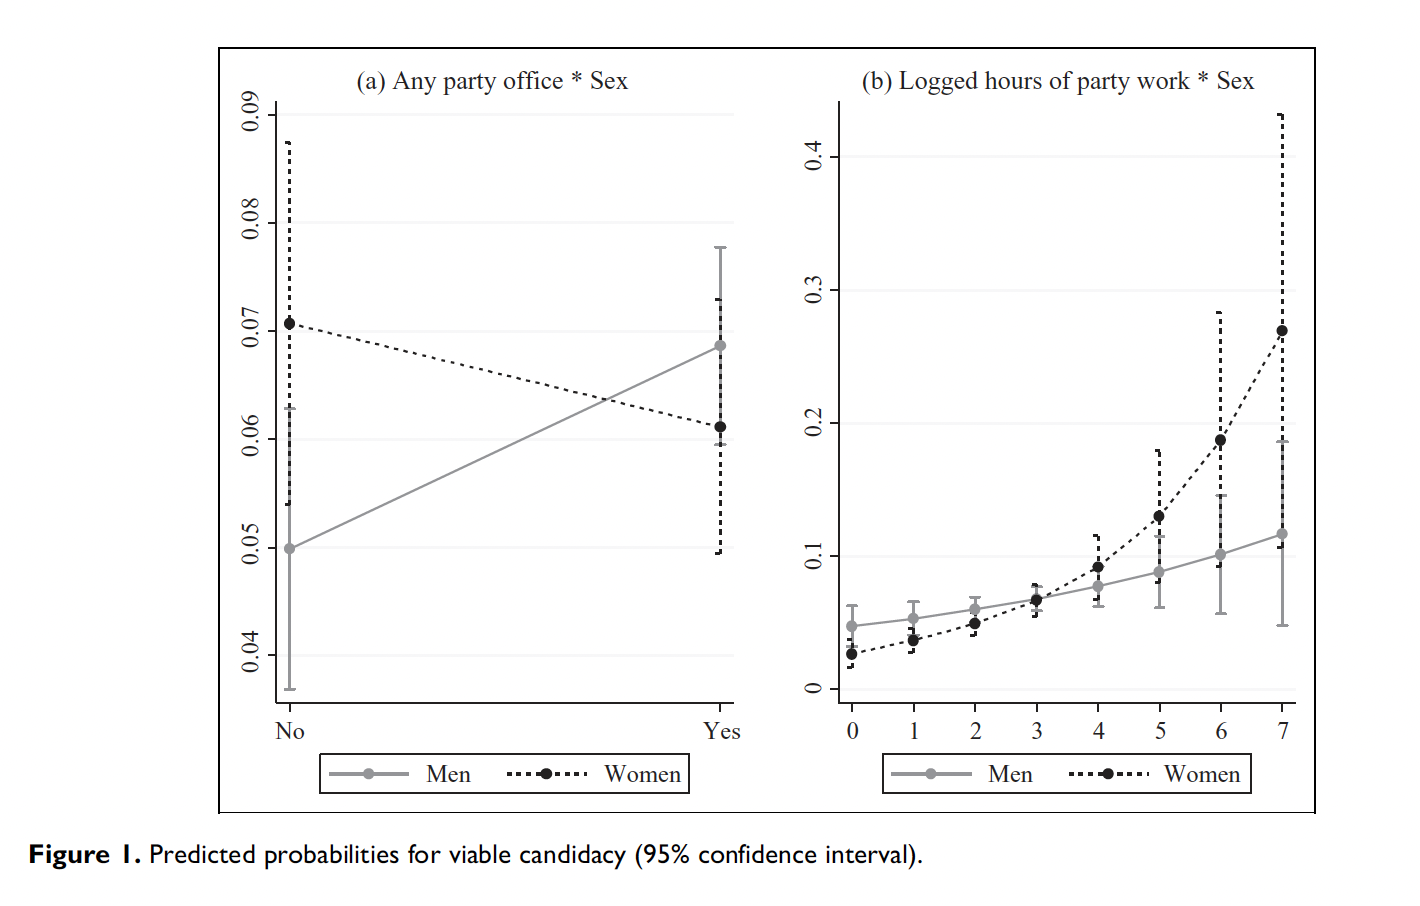 (a) Any party office * Sex
0.09
0.08
0.07
0.06
0.05
0.04
No Yes
Men Women
(b) Logged hours of party work * Sex
0.4
0.3
0.2
0.1
0
0 1 2 3 4 5 6 7
Men Women
Figure 1. Predicted probabilities for viable candidacy (95% confidence interval).